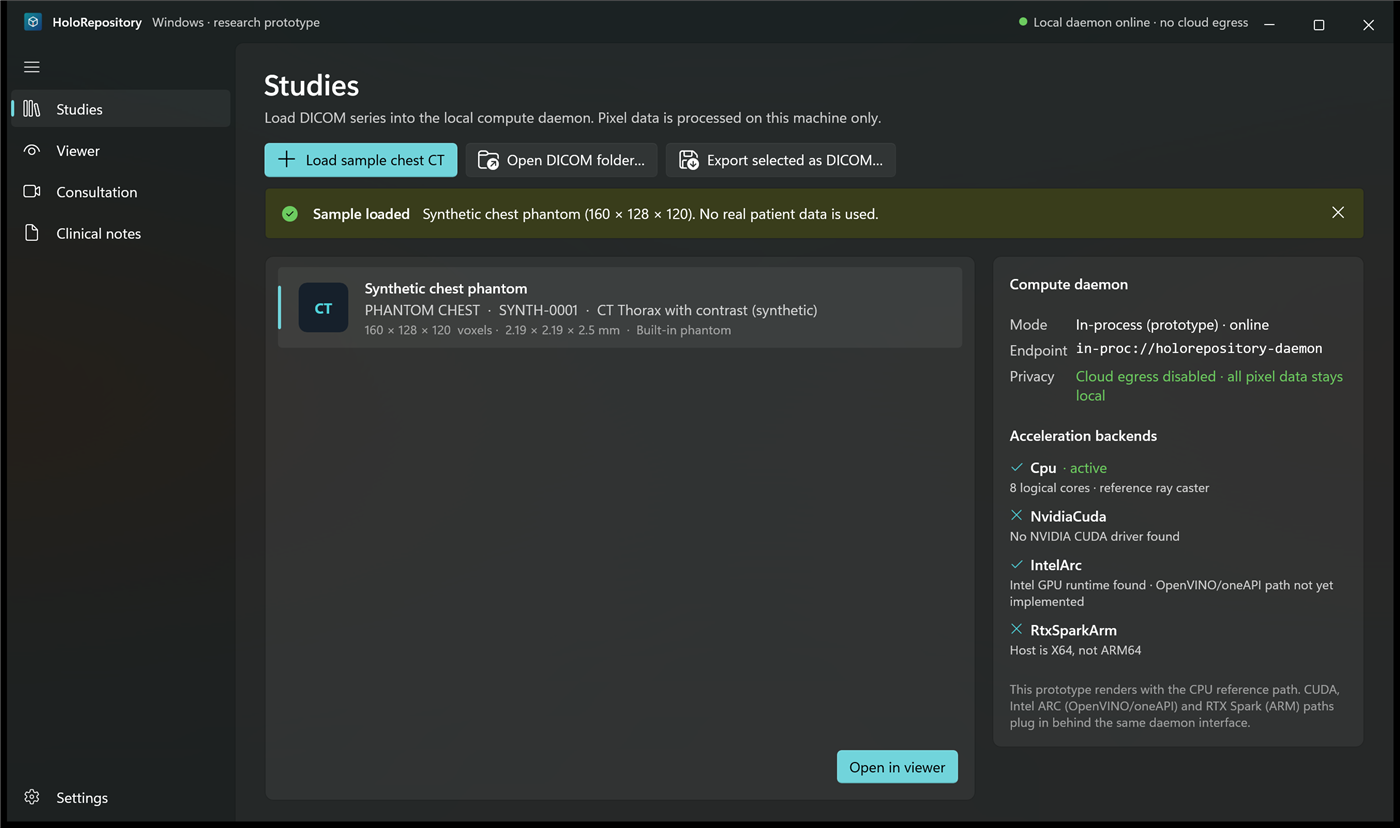 HoloRepository Windows · research prototype
Local daemon online · no cloud egress
Studies
Viewer
Consultation
Clinical notes
Settings
Studies
Load DICOM series into the local compute daemon. Pixel data is processed on this machine only.
Load sample chest CT
Open DICOM folder...
Export selected as DICOM...
Sample loaded Synthetic chest phantom (160 × 128 × 120). No real patient data is used.
CT
Synthetic chest phantom
PHANTOM CHEST · SYNTH-0001 · CT Thorax with contrast (synthetic)
160 × 128 × 120 voxels · 2.19 × 2.19 × 2.5 mm · Built-in phantom
Open in viewer
Compute daemon
Mode In-process (prototype) · online
Endpoint in-proc://holorepository-daemon
Privacy Cloud egress disabled · all pixel data stays
local
Acceleration backends
Cpu · active
8 logical cores · reference ray caster
NvidiaCuda
No NVIDIA CUDA driver found
IntelArc
Intel GPU runtime found · OpenVINO/oneAPI path not yet
implemented
RtxSparkArm
Host is X64, not ARM64
This prototype renders with the CPU reference path. CUDA,
Intel ARC (OpenVINO/oneAPI) and RTX Spark (ARM) paths
plug in behind the same daemon interface.